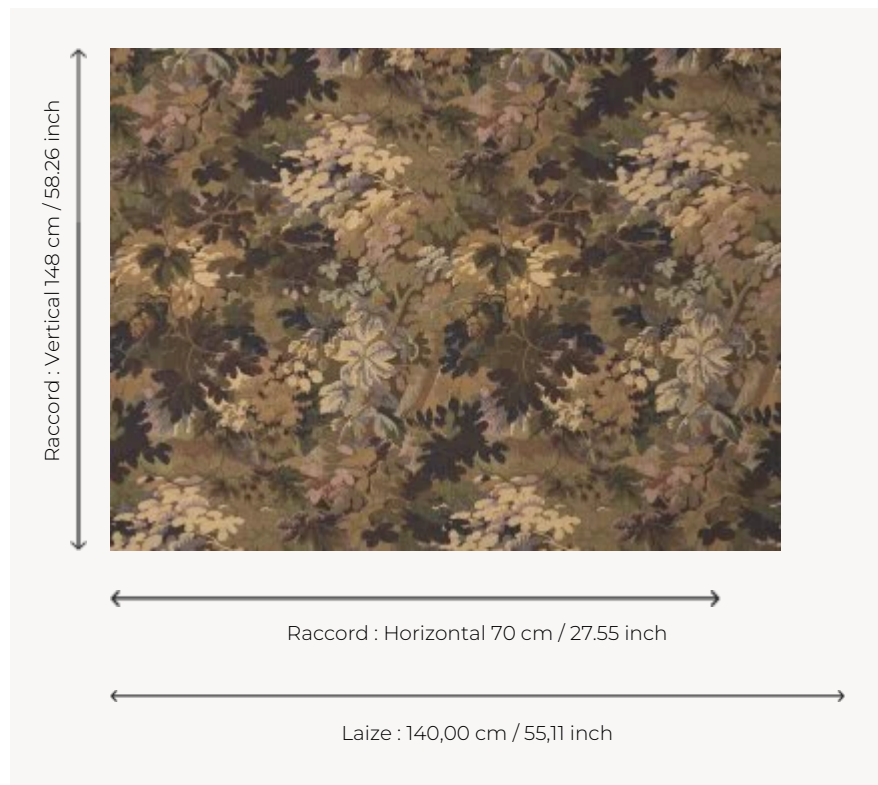 Raccord : Vertical 148 cm / 58.26 inch
Raccord : Horizontal 70 cm / 27.55 inch
Laize : 140,00 cm / 55,11 inch